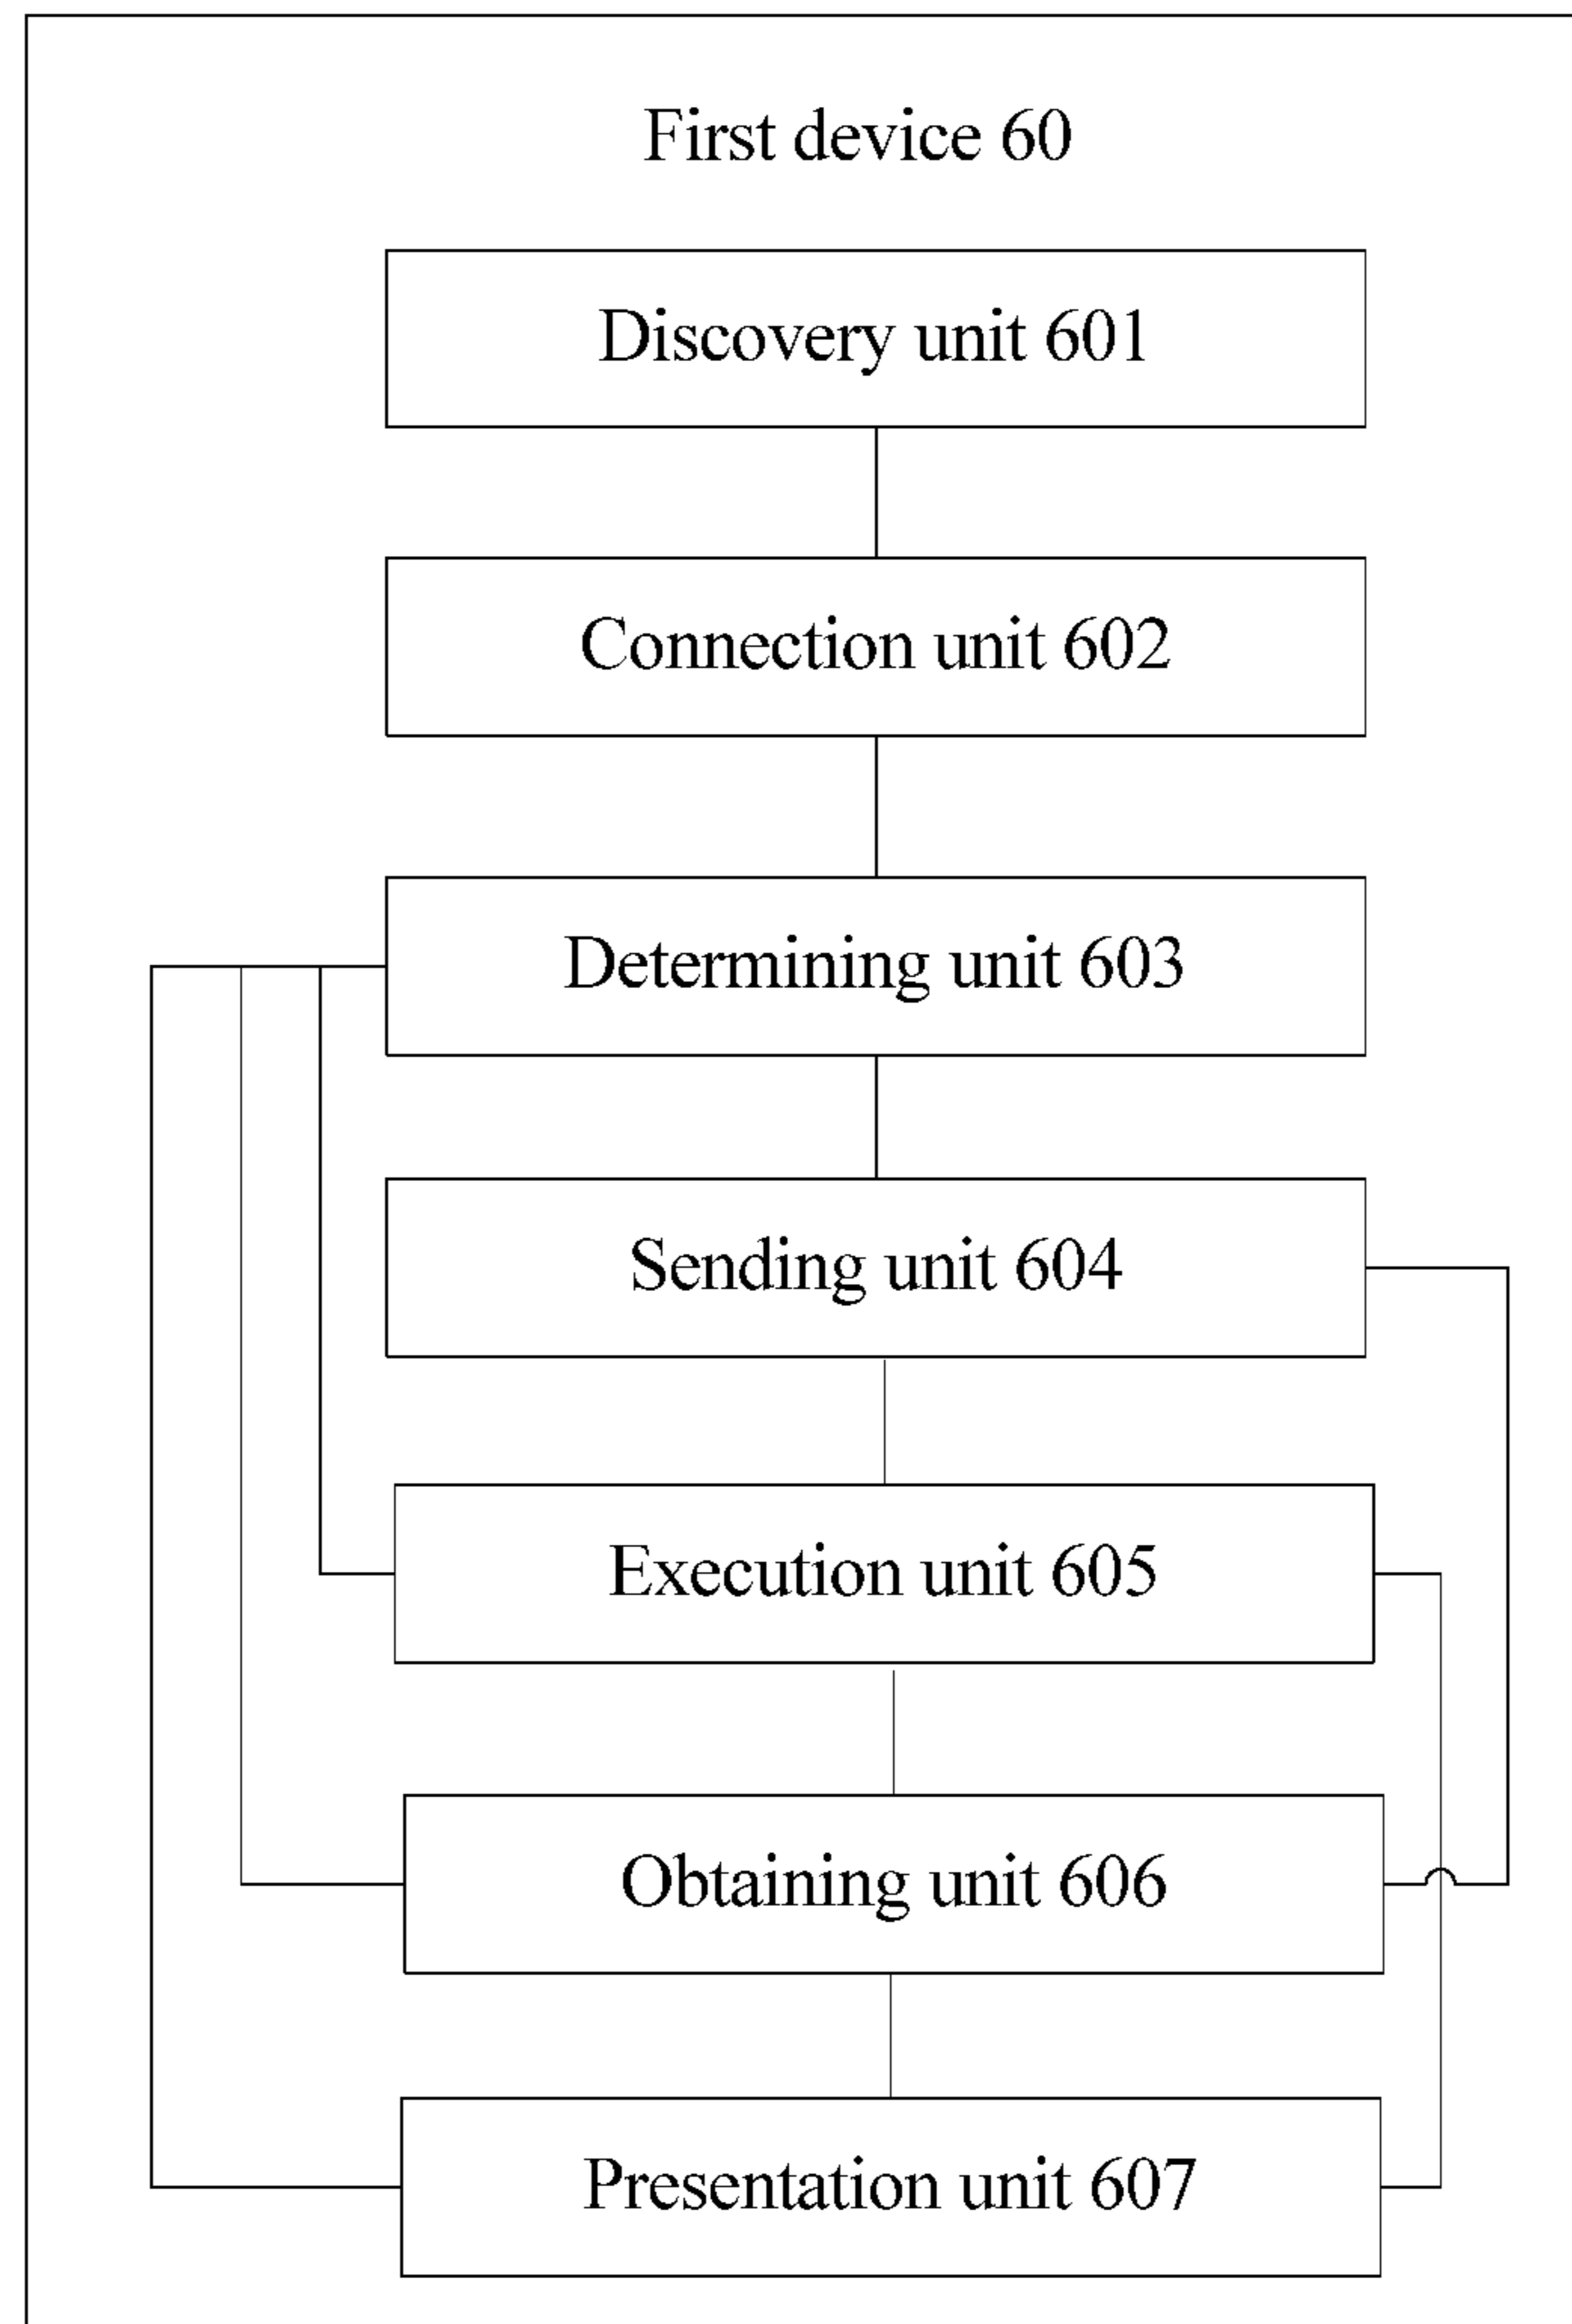 First device 60
Discovery unit 601
Connection unit 602
Determining unit 603
Sending unit 604
Execution unit 605
Obtaining unit 606
Presentation unit 607